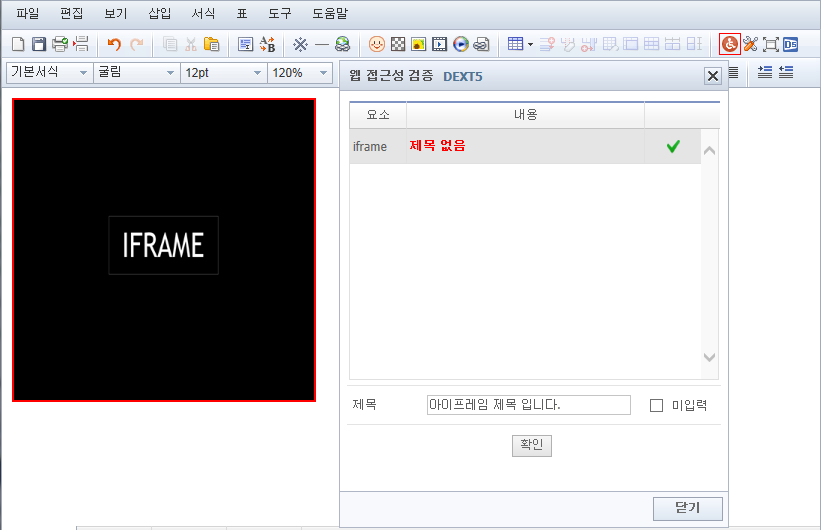 파일 편집 보기 삽입 서식 표 도구 도움말
기본서식 굴림 12pt 120%
웹 접근성 검증 DEXT5
요소 내용
iframe 제목 없음
IFRAME
제목 아이프레임 제목 입니다. 미입력
확인
닫기